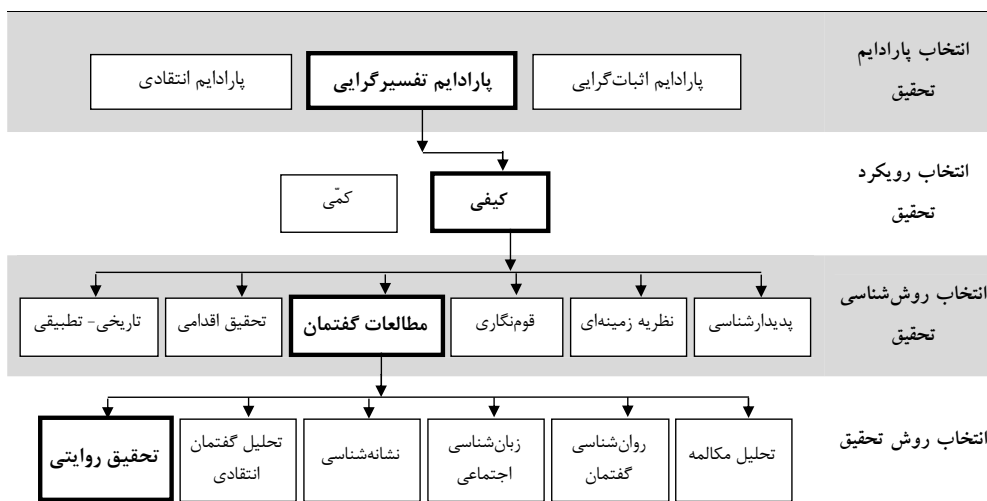 انتخاب پارادایم
تحقیق
پارادایم اثبات‌گرایی
پارادایم تفسیرگرایی
پارادایم انتقادی
انتخاب رویکرد
تحقیق
کیفی
کمّی
انتخاب روش‌شناسی
تحقیق
پدیدارشناسی
نظریه زمینه‌ای
قوم‌نگاری
مطالعات گفتمان
تحقیق اقدامی
تاریخی- تطبیقی
انتخاب روش تحقیق
تحلیل مکالمه
روان‌شناسی
گفتمان
زبان‌شناسی
اجتماعی
نشانه‌شناسی
تحلیل گفتمان
انتقادی
تحقیق روایتی